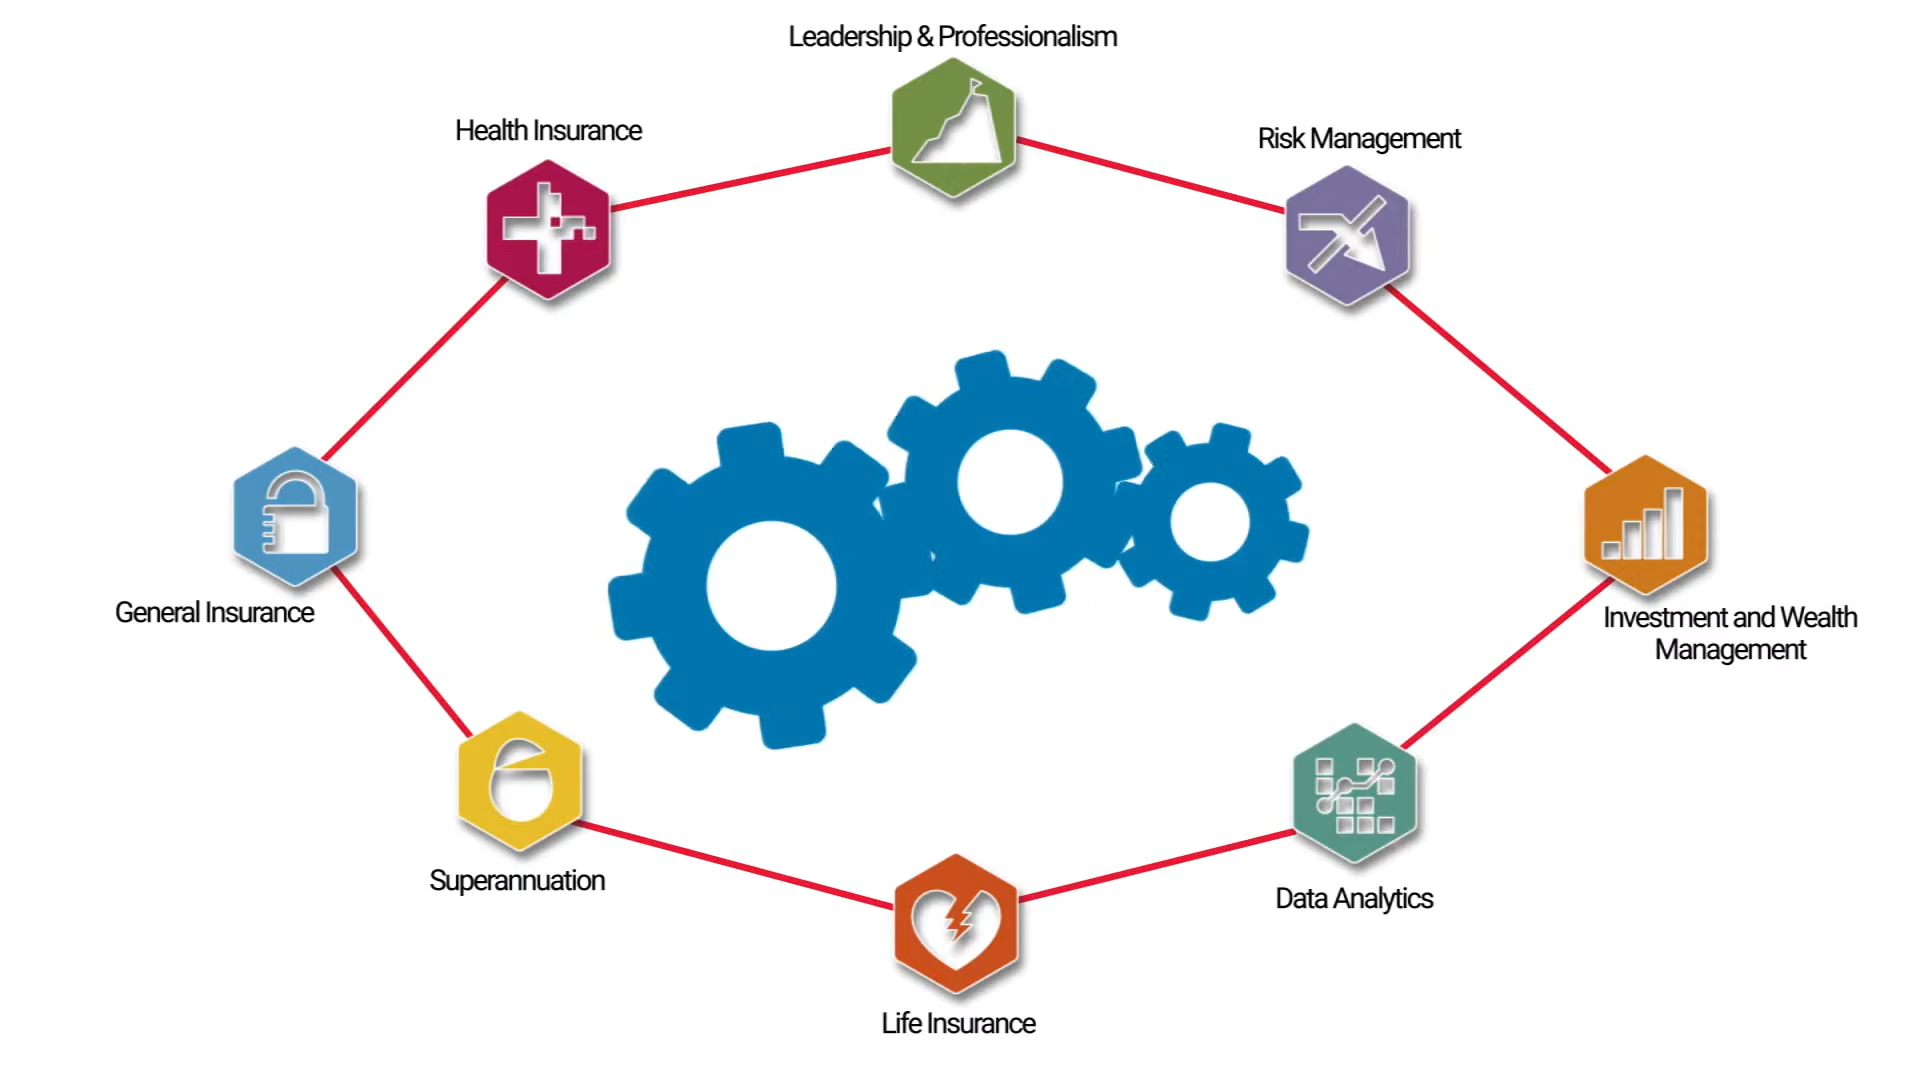 Leadership & Professionalism
Health Insurance
Risk Management
General Insurance
Investment and Wealth
Management
Superannuation
Data Analytics
Life Insurance